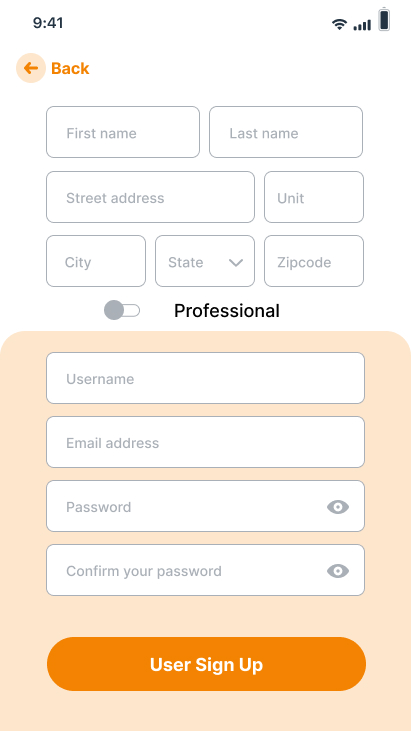 9:41
Back
First name
Last name
Street address
Unit
City
State
Zipcode
Professional
Username
Email address
Password
Confirm your password
User Sign Up